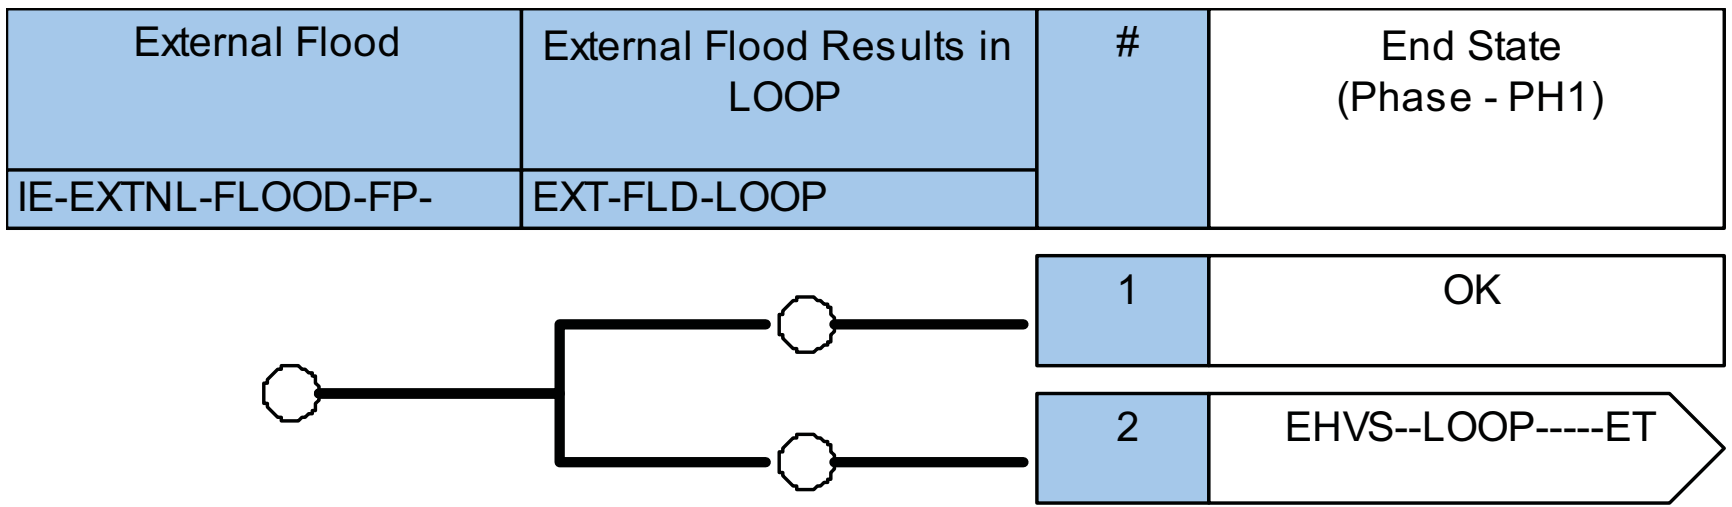 External Flood
External Flood Results in
LOOP
#
End State
(Phase - PH1)
IE-EXTNL-FLOOD-FP-
EXT-FLD-LOOP
1
OK
2
EHVS--LOOP-----ET